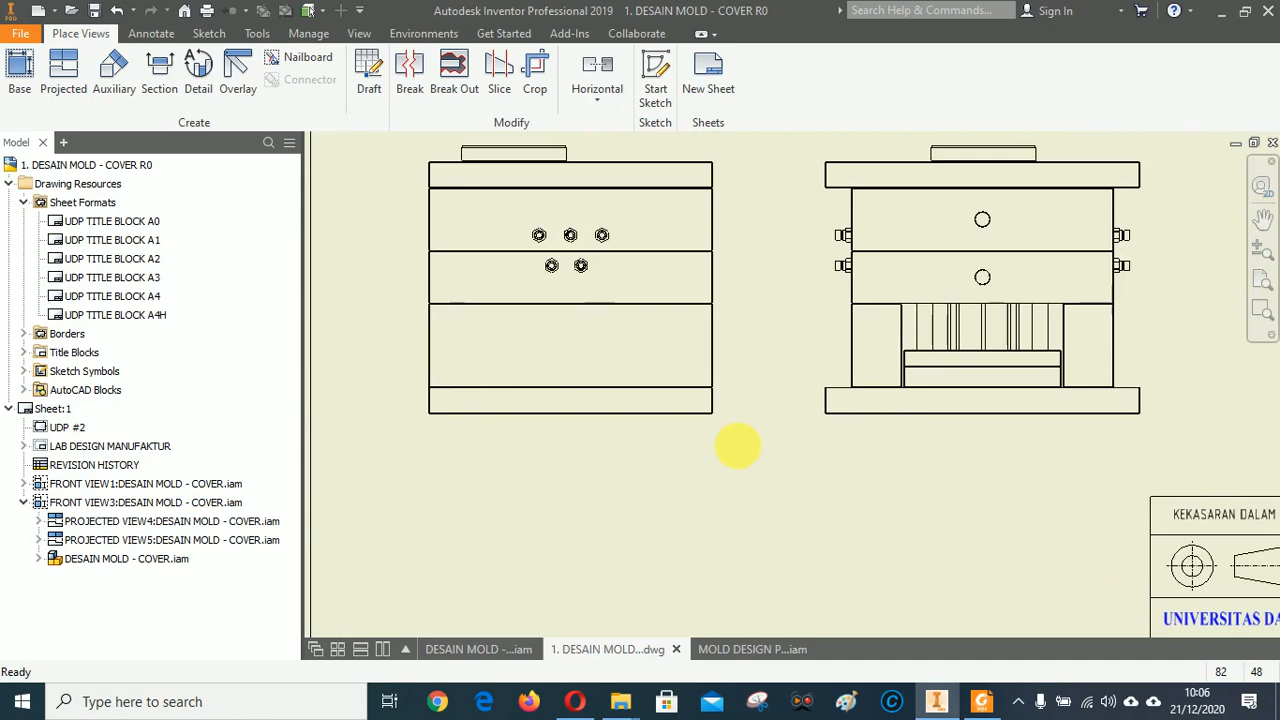 PRO
Autodesk Inventor Professional 2019 1. DESAIN MOLD - COVER R0
Search Help & Commands...
Sign In
File Place Views Annotate Sketch Tools Manage View Environments Get Started Add-Ins Collaborate
Nailboard
Connector
Base Projected Auxiliary Section Detail Overlay Draft Break Break Out Slice Crop Horizontal Start Sketch New Sheet
Create Modify Sketch Sheets
Model
1. DESAIN MOLD - COVER R0
Drawing Resources
Sheet Formats
UDP TITLE BLOCK A0
UDP TITLE BLOCK A1
UDP TITLE BLOCK A2
UDP TITLE BLOCK A3
UDP TITLE BLOCK A4
UDP TITLE BLOCK A4H
Borders
Title Blocks
Sketch Symbols
AutoCAD Blocks
Sheet:1
UDP #2
LAB DESIGN MANUFAKTUR
REVISION HISTORY
FRONT VIEW1:DESAIN MOLD - COVER.iam
FRONT VIEW3:DESAIN MOLD - COVER.iam
PROJECTED VIEW4:DESAIN MOLD - COVER.iam
PROJECTED VIEW5:DESAIN MOLD - COVER.iam
DESAIN MOLD - COVER.iam
KEKASARAN DALAM
UNIVERSITAS DA
DESAIN MOLD -...iam 1. DESAIN MOLD...dwg MOLD DESIGN P...iam
Ready
82 48
Type here to search
10:06
21/12/2020